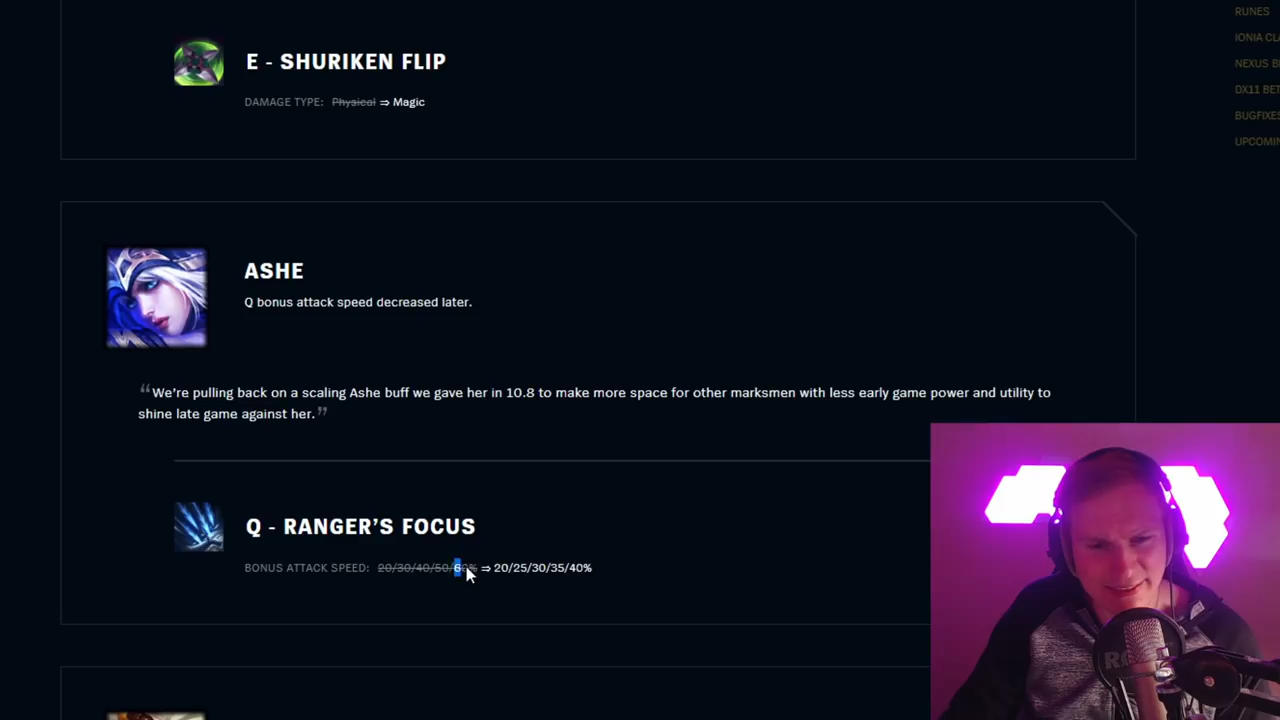 RUNES
IONIA CL
NEXUS B
DX11 BET
BUGFIXES
UPCOMIN
E - SHURIKEN FLIP
DAMAGE TYPE: Physical ⇒ Magic
ASHE
Q bonus attack speed decreased later.
“We’re pulling back on a scaling Ashe buff we gave her in 10.8 to make more space for other marksmen with less early game power and utility to
shine late game against her.”
Q - RANGER’S FOCUS
BONUS ATTACK SPEED: 20/30/40/50/60% ⇒ 20/25/30/35/40%